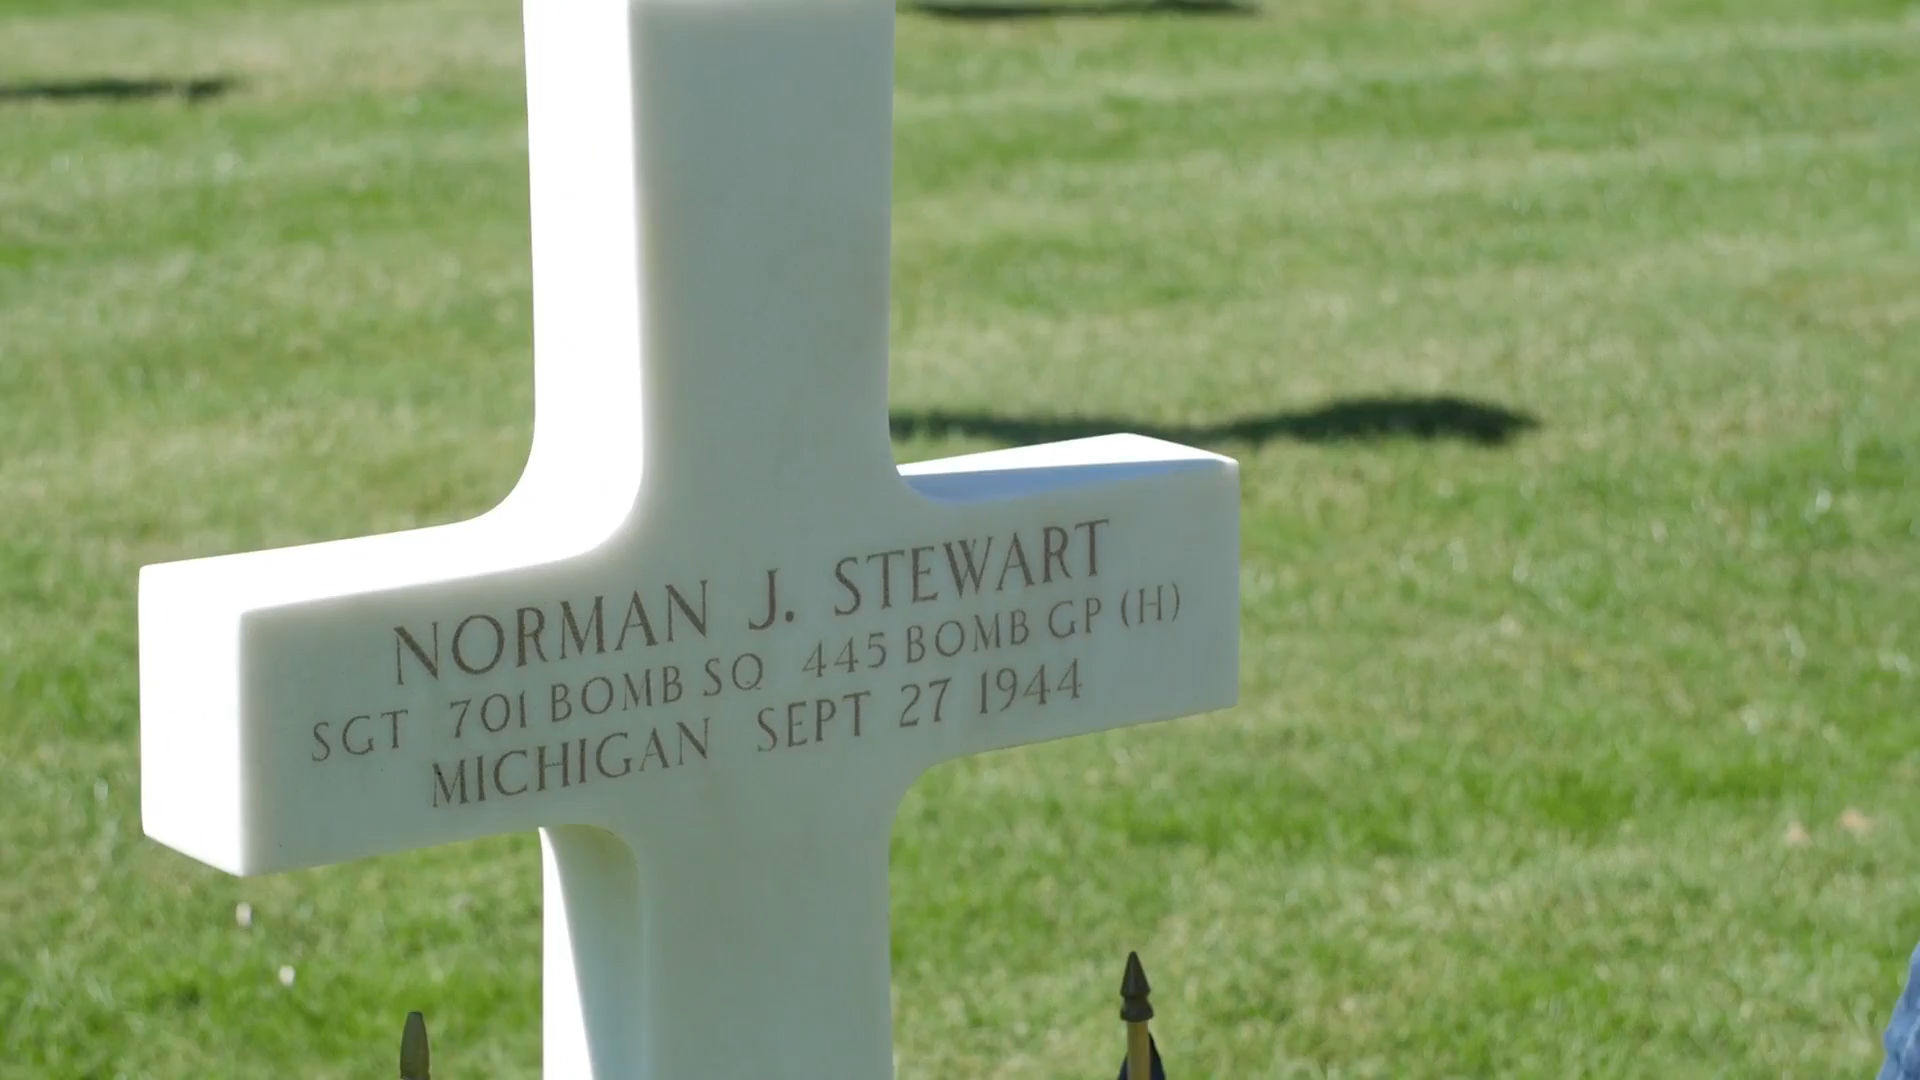 NORMAN J. STEWART
SGT 701 BOMB SQ 445 BOMB GP (H)
MICHIGAN SEPT 27 1944